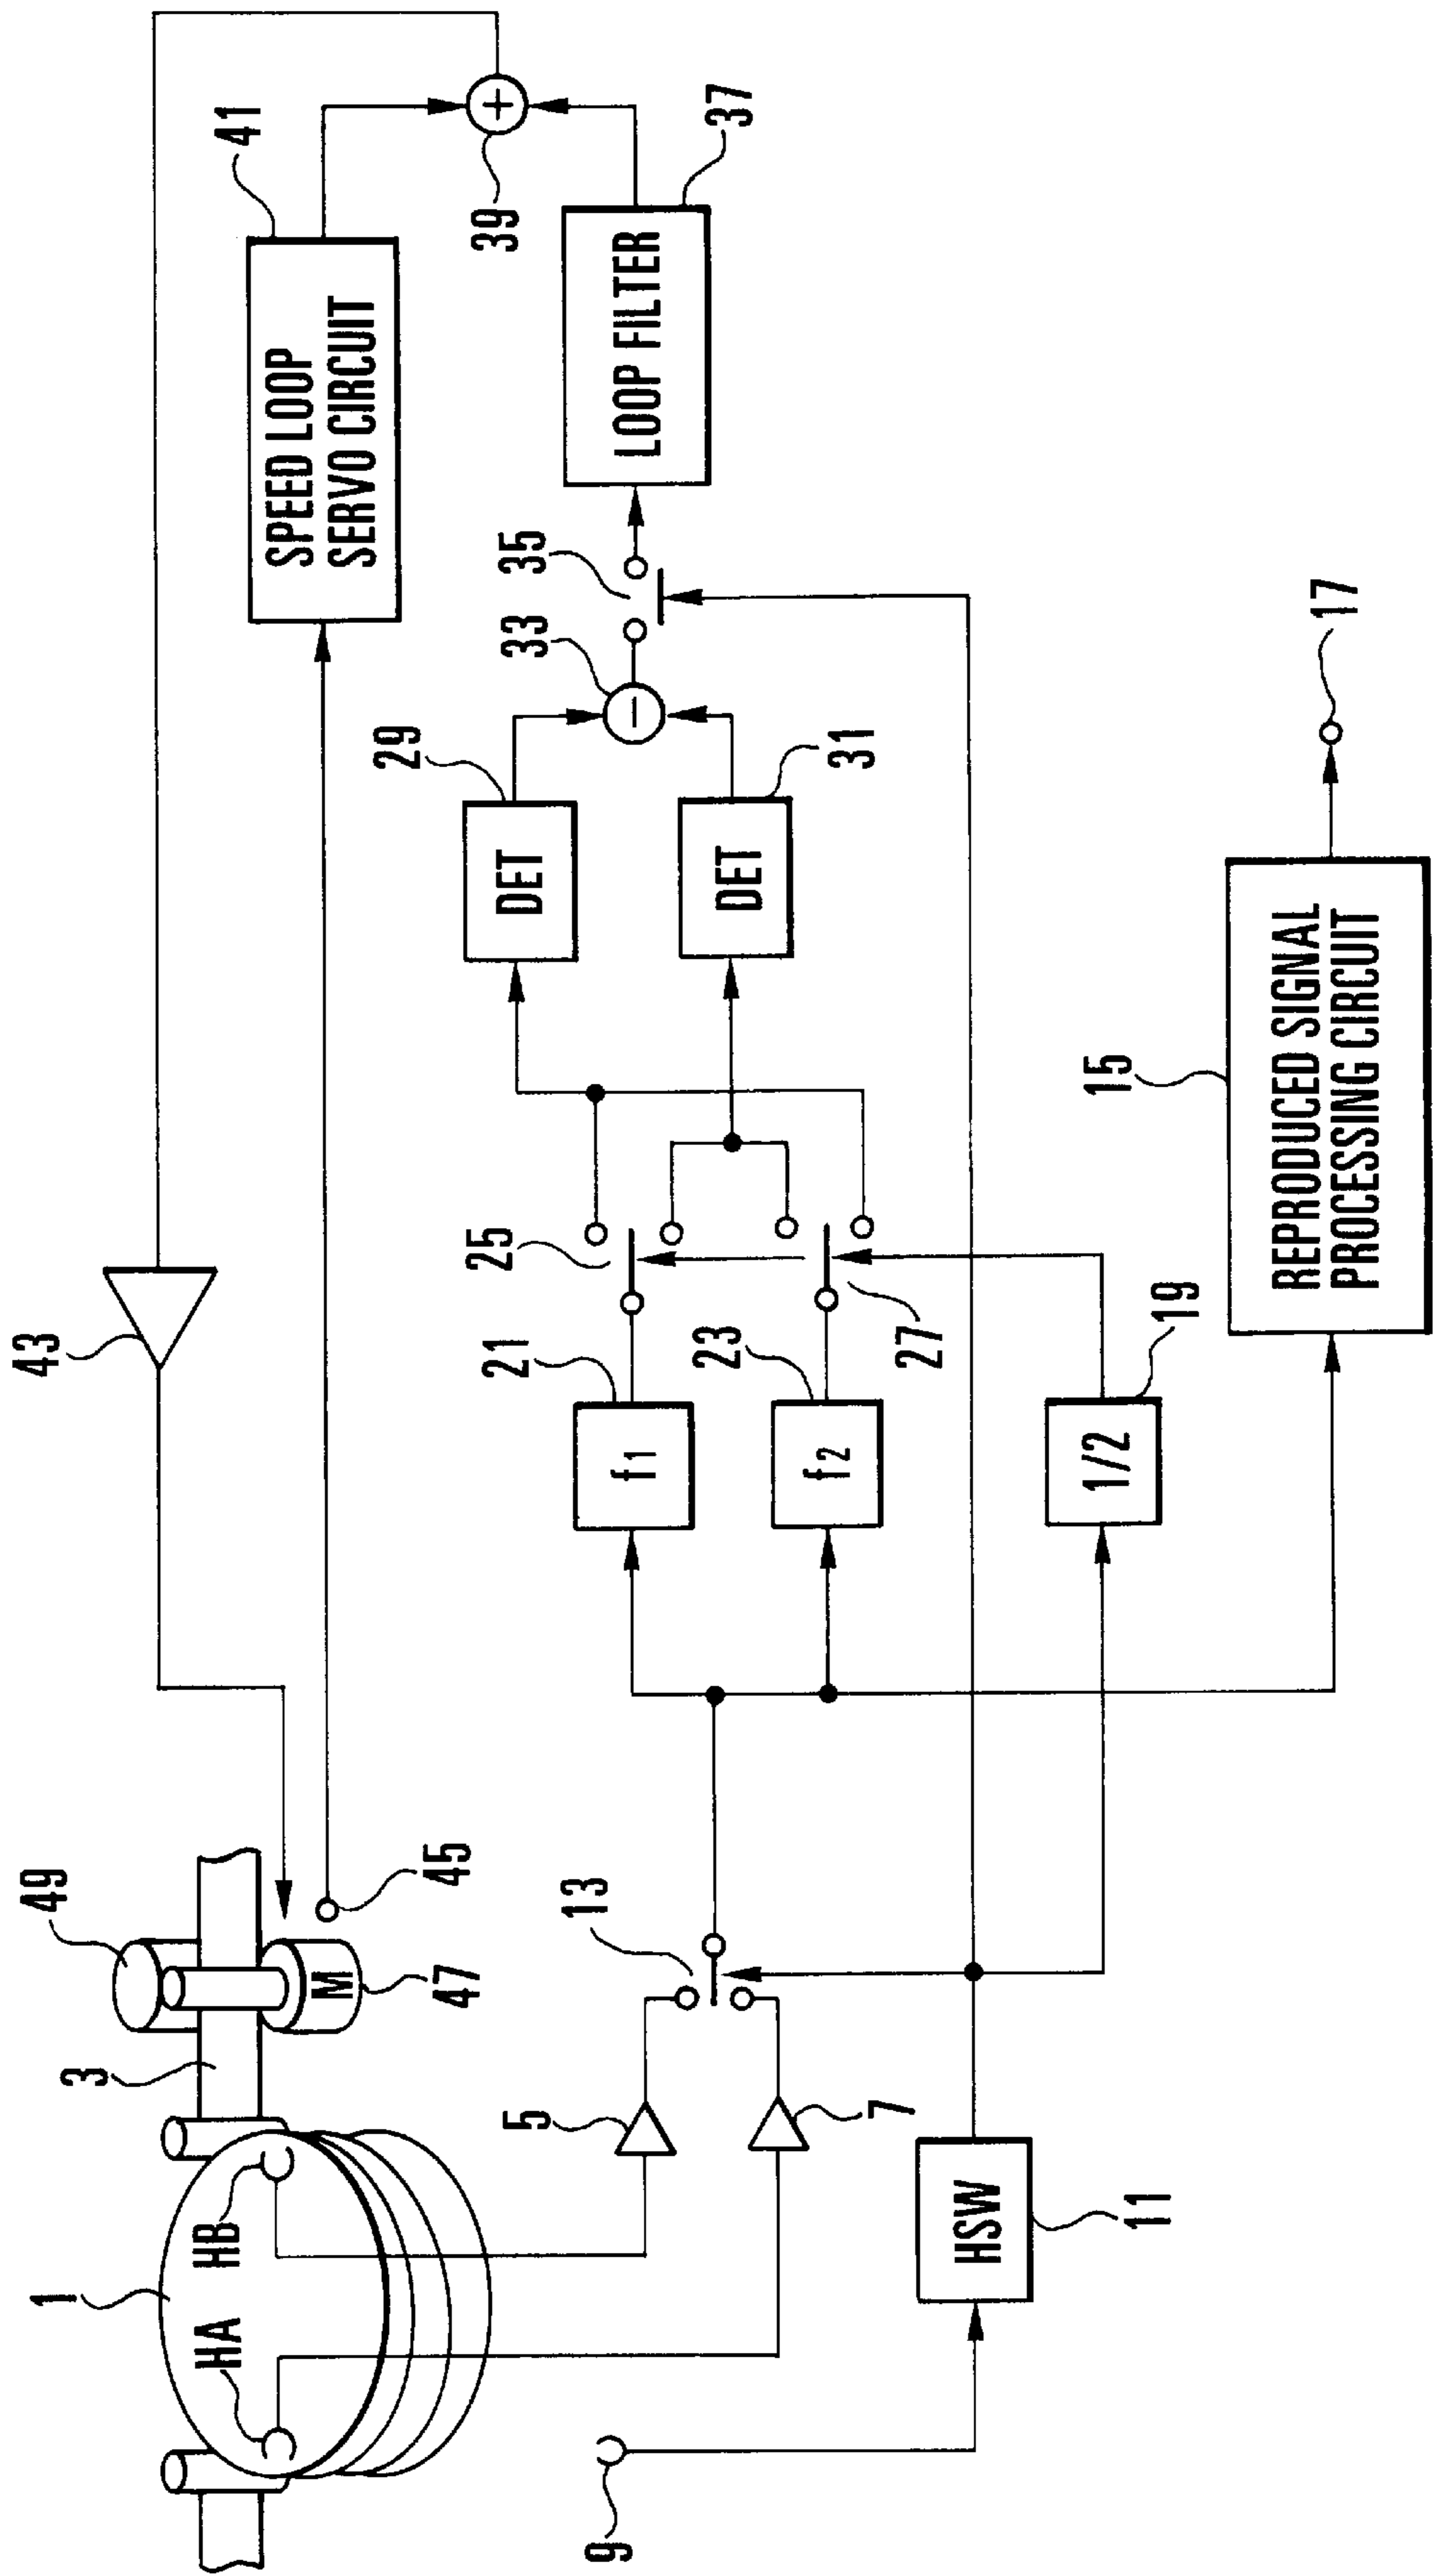 43
41
SPEED LOOP
SERVO CIRCUIT
39
+
37
LOOP FILTER
35
33
−
29
DET
31
DET
25
27
21
f1
23
f2
19
1/2
15
REPRODUCED SIGNAL
PROCESSING CIRCUIT
17
49
45
M
47
3
13
5
7
1
HA
HB
HSW
11
9